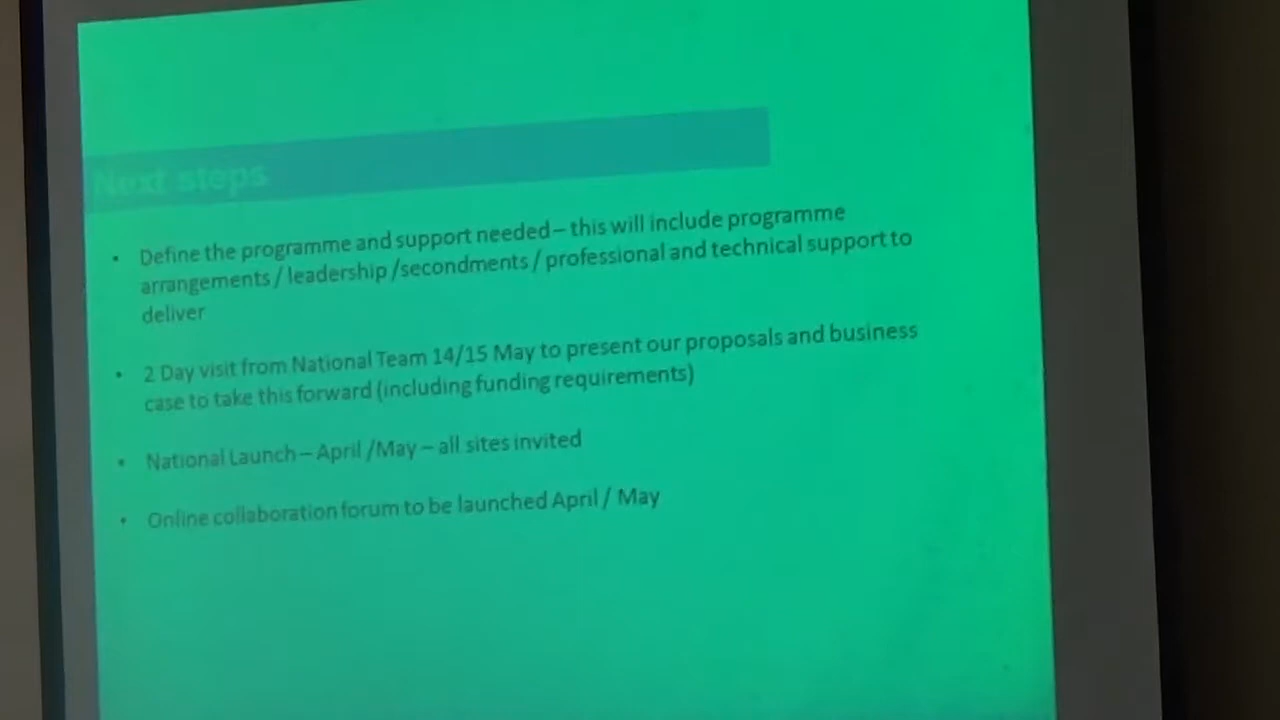 Next steps
• Define the programme and support needed – this will include programme
arrangements / leadership /secondments / professional and technical support to
deliver
• 2 Day visit from National Team 14/15 May to present our proposals and business
case to take this forward (including funding requirements)
• National Launch – April /May – all sites invited
• Online collaboration forum to be launched April / May